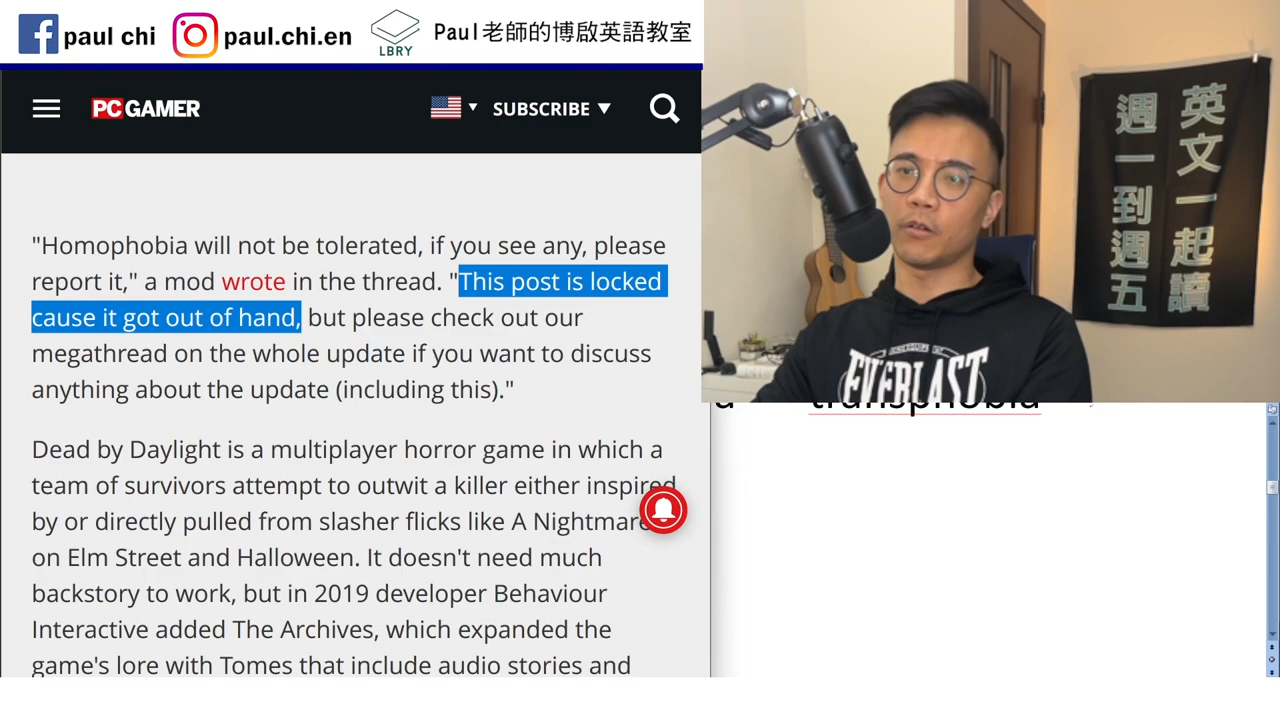 paul chi
paul.chi.en
LBRY
Paul老師的博啟英語教室
PC GAMER
SUBSCRIBE
"Homophobia will not be tolerated, if you see any, please
report it," a mod wrote in the thread. "This post is locked
cause it got out of hand, but please check out our
megathread on the whole update if you want to discuss
anything about the update (including this)."
Dead by Daylight is a multiplayer horror game in which a
team of survivors attempt to outwit a killer either inspired
by or directly pulled from slasher flicks like A Nightmare
on Elm Street and Halloween. It doesn't need much
backstory to work, but in 2019 developer Behaviour
Interactive added The Archives, which expanded the
game's lore with Tomes that include audio stories and
英文一起讀
週一到週五
EVERLAST
transphobia